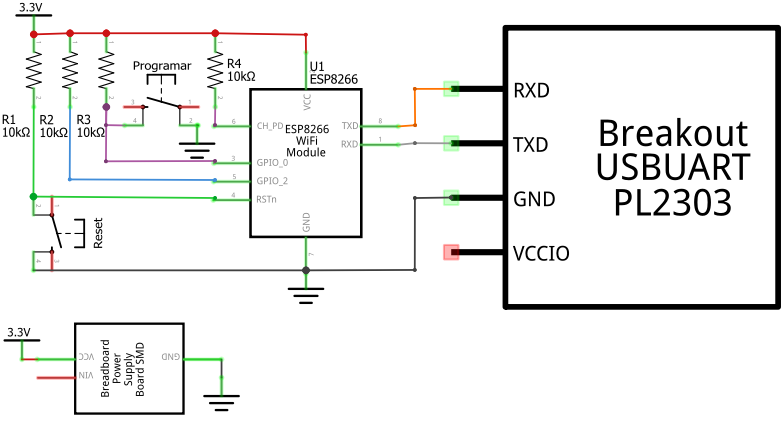 3.3V
Programar
R4
10kΩ
U1
ESP8266
R1
10kΩ
R2
10kΩ
R3
10kΩ
VCC
ESP8266
WiFi
Module
CH_PD
GPIO_0
GPIO_2
RSTn
TXD
RXD
GND
6
3
5
4
8
1
7
3
1
4
2
Reset
RXD
TXD
GND
VCCIO
Breakout
USBUART
PL2303
3.3V
VCC
VIN
GND
Breadboard
Power
Supply
Board SMD